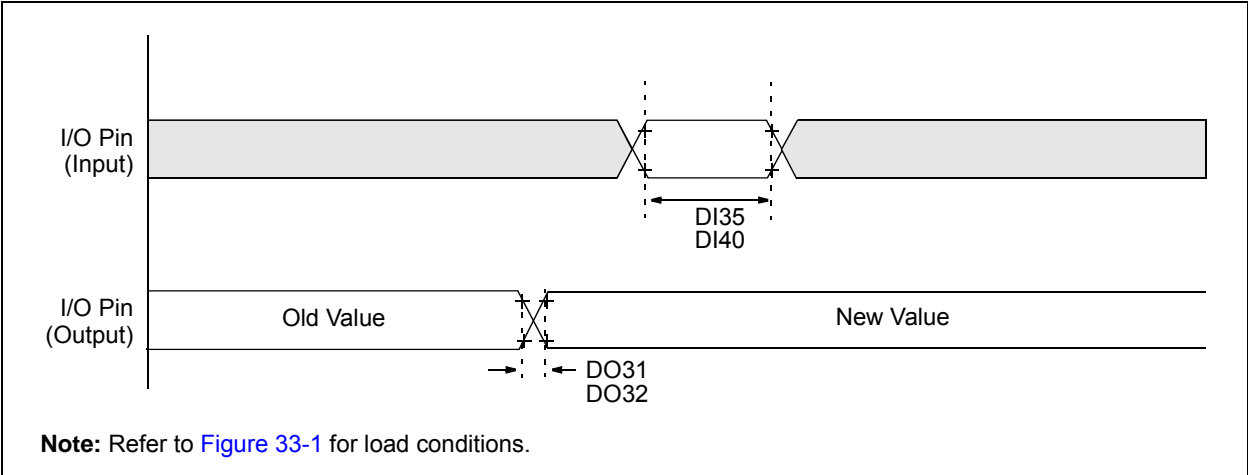 I/O Pin
(Input)
DI35
DI40
I/O Pin
(Output)
Old Value
New Value
DO31
DO32
Note: Refer to Figure 33-1 for load conditions.